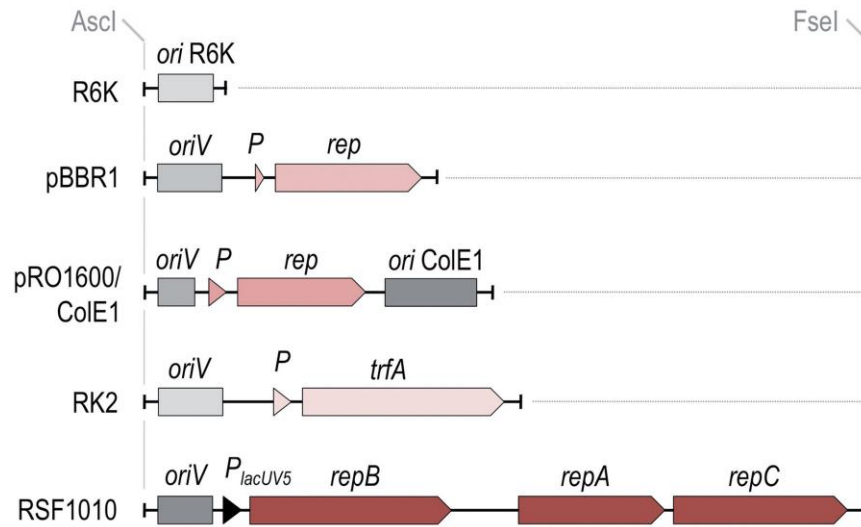 AscI FseI
ori R6K
R6K
oriV P rep
pBBR1
oriV P rep ori ColE1
pRO1600/
ColE1
oriV P trfA
RK2
oriV PlacUV5 repB repA repC
RSF1010